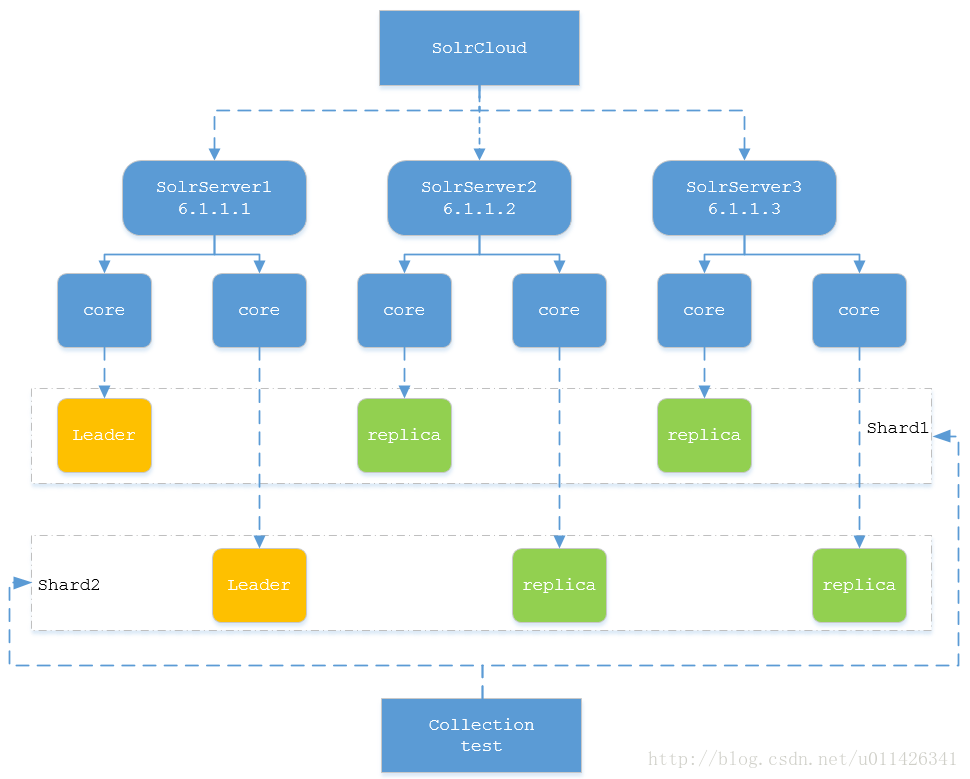 SolrCloud
SolrServer1
6.1.1.1
SolrServer2
6.1.1.2
SolrServer3
6.1.1.3
core
core
core
core
core
core
Leader
replica
replica
Shard1
Shard2
Leader
replica
replica
Collection
test
http://blog.csdn.net/u011426341